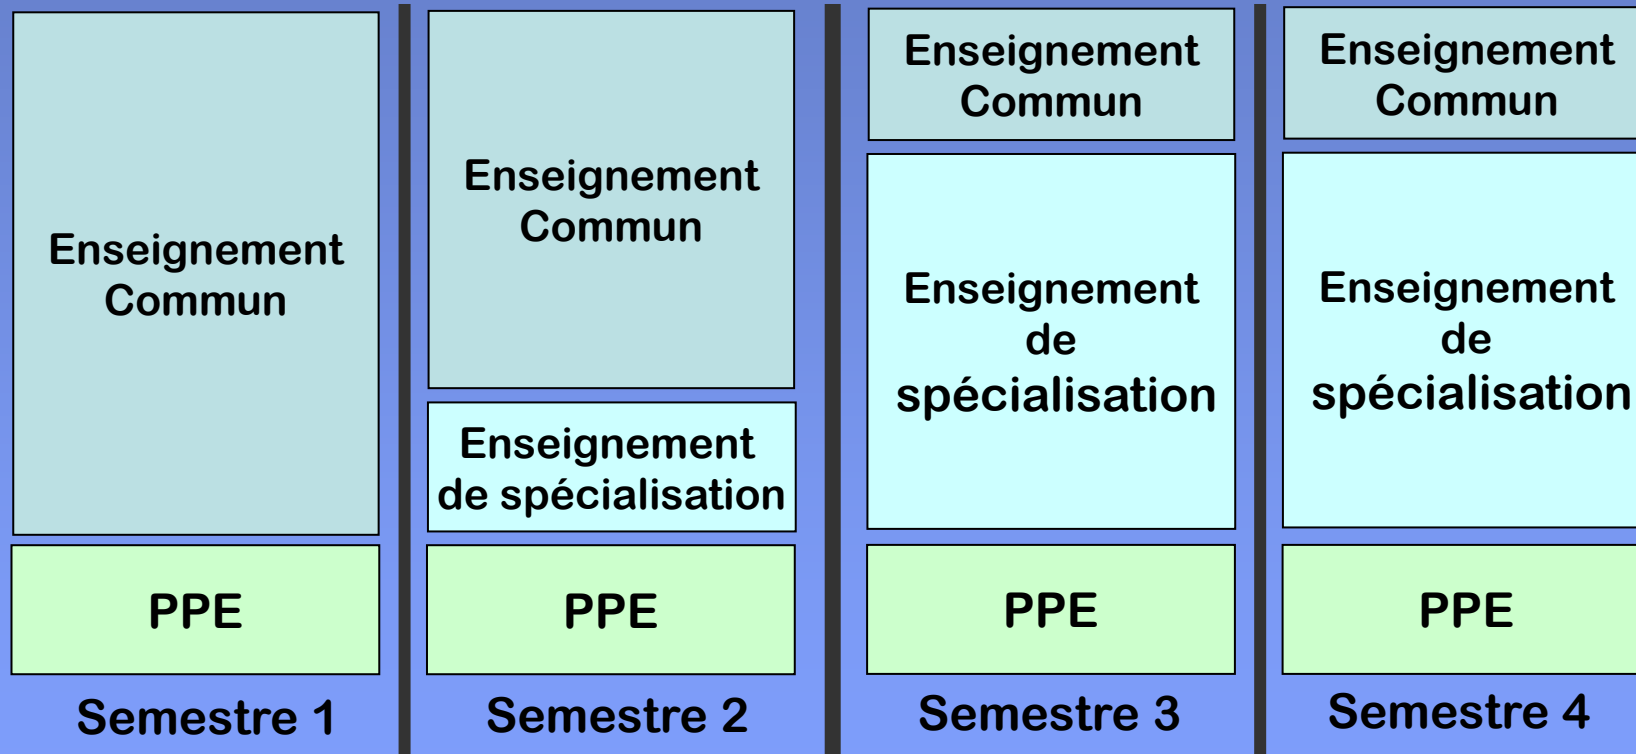 Enseignement
Commun
PPE
Semestre 1
Enseignement
Commun
Enseignement
de spécialisation
PPE
Semestre 2
Enseignement
Commun
Enseignement
de
spécialisation
PPE
Semestre 3
Enseignement
Commun
Enseignement
de
spécialisation
PPE
Semestre 4